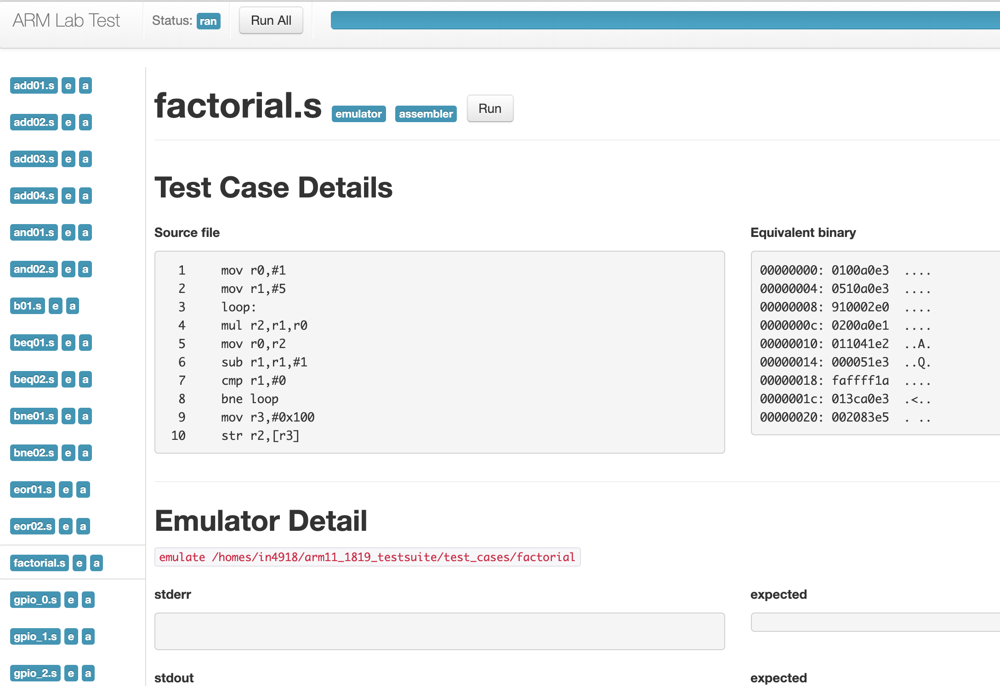 ARM Lab Test Status: ran Run All
add01.s e a
add02.s e a
add03.s e a
add04.s e a
and01.s e a
and02.s e a
b01.s e a
beq01.s e a
beq02.s e a
bne01.s e a
bne02.s e a
eor01.s e a
eor02.s e a
factorial.s e a
gpio_0.s e a
gpio_1.s e a
gpio_2.s e a
factorial.s emulator assembler Run
Test Case Details
Source file
1 mov r0,#1
2 mov r1,#5
3 loop:
4 mul r2,r1,r0
5 mov r0,r2
6 sub r1,r1,#1
7 cmp r1,#0
8 bne loop
9 mov r3,#0x100
10 str r2,[r3]
Equivalent binary
00000000: 0100a0e3 ....
00000004: 0510a0e3 ....
00000008: 910002e0 ....
0000000c: 0200a0e1 ....
00000010: 011041e2 ..A.
00000014: 000051e3 ..Q.
00000018: faffff1a ....
0000001c: 013ca0e3 .<..
00000020: 002083e5 . ..
Emulator Detail
emulate /homes/in4918/arm11_1819_testsuite/test_cases/factorial
stderr
expected
stdout
expected